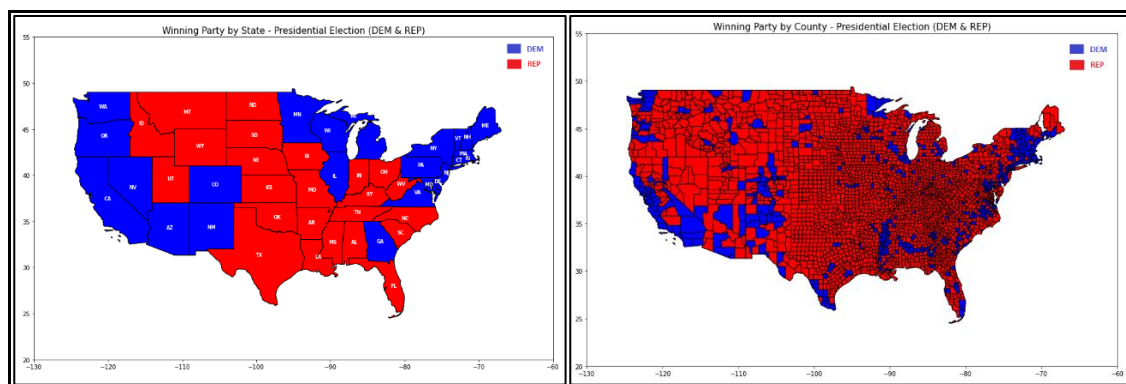 Winning Party by State - Presidential Election (DEM & REP)
55
50
45
40
35
30
25
20
−130
−120
−110
−100
−90
−80
−70
−60
DEM
REP
WA
OR
CA
NV
ID
MT
WY
UT
CO
AZ
NM
ND
SD
NE
KS
OK
TX
MN
IA
MO
AR
LA
WI
IL
MS
IN
KY
TN
AL
OH
WV
GA
FL
SC
NC
VA
MD
DE
PA
NJ
NY
CT
RI
MA
VT
NH
ME
Winning Party by County - Presidential Election (DEM & REP)
55
50
45
40
35
30
25
20
−130
−120
−110
−100
−90
−80
−70
−60
DEM
REP